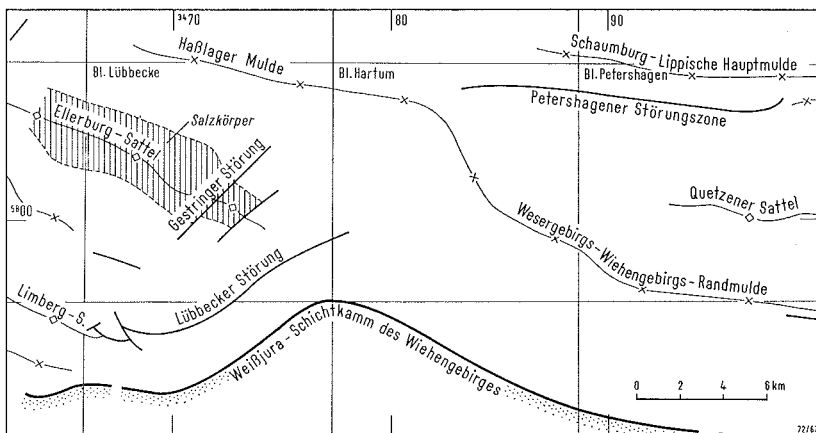 ³⁴70
80
90
Haßlager Mulde
Schaumburg-Lippische Hauptmulde
Bl. Lübbecke
Bl. Hartum
Bl. Petershagen
Petershagener Störungszone
Salzkörper
Ellerburg-Sattel
Gestringer Störung
Quetzener Sattel
⁵⁸00
Wesergebirgs-Wiehengebirgs-Randmulde
Lübbecker Störung
Limberg-S.
Weißjura-Schichtkamm des Wiehengebirges
0 2 4 6 km